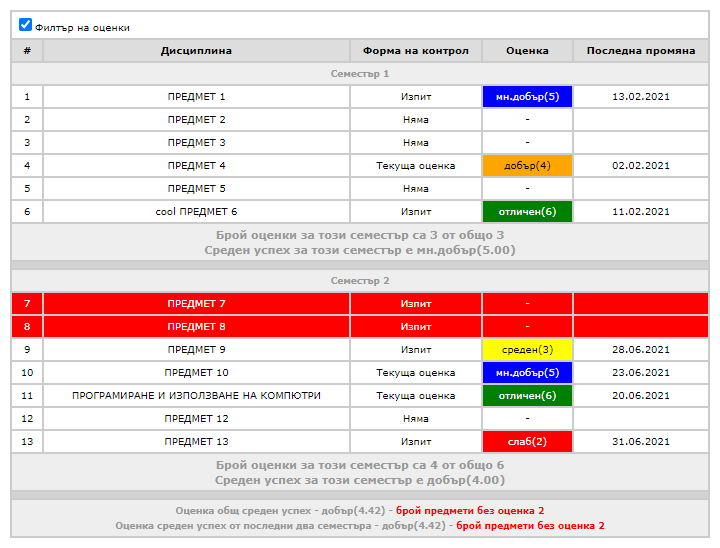 Филтър на оценки
# Дисциплина Форма на контрол Оценка Последна промяна
Семестър 1
1 ПРЕДМЕТ 1 Изпит мн.добър(5) 13.02.2021
2 ПРЕДМЕТ 2 Няма -
3 ПРЕДМЕТ 3 Няма -
4 ПРЕДМЕТ 4 Текуща оценка добър(4) 02.02.2021
5 ПРЕДМЕТ 5 Няма -
6 cool ПРЕДМЕТ 6 Изпит отличен(6) 11.02.2021
Брой оценки за този семестър са 3 от общо 3
Среден успех за този семестър е мн.добър(5.00)
Семестър 2
7 ПРЕДМЕТ 7 Изпит -
8 ПРЕДМЕТ 8 Изпит -
9 ПРЕДМЕТ 9 Изпит среден(3) 28.06.2021
10 ПРЕДМЕТ 10 Текуща оценка мн.добър(5) 23.06.2021
11 ПРОГРАМИРАНЕ И ИЗПОЛЗВАНЕ НА КОМПЮТРИ Текуща оценка отличен(6) 20.06.2021
12 ПРЕДМЕТ 12 Няма -
13 ПРЕДМЕТ 13 Изпит слаб(2) 31.06.2021
Брой оценки за този семестър са 4 от общо 6
Среден успех за този семестър е добър(4.00)
Оценка общ среден успех - добър(4.42) - брой предмети без оценка 2
Оценка среден успех от последни два семестъра - добър(4.42) - брой предмети без оценка 2